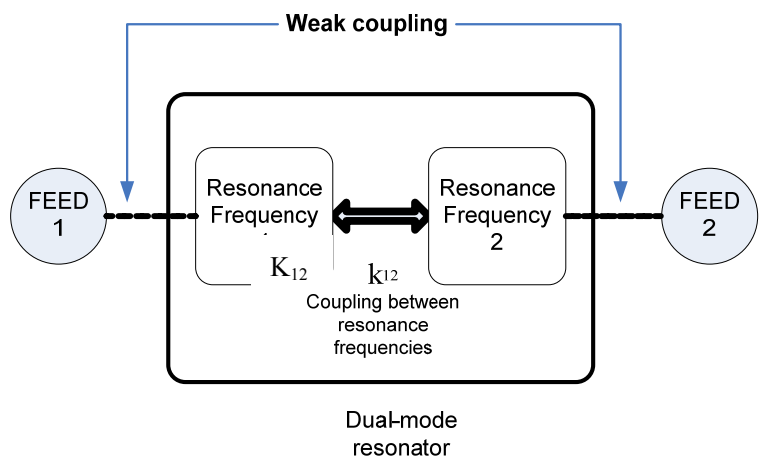 Weak coupling
FEED
1
Resonance
Frequency
Resonance
Frequency
2
FEED
2
K12
k12
Coupling between
resonance
frequencies
Dual-mode
resonator